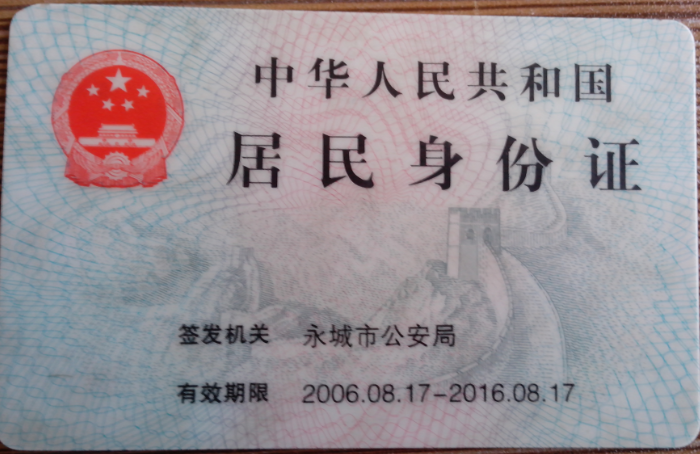 中华人民共和国
居民身份证
签发机关 永城市公安局
有效期限 2006.08.17-2016.08.17